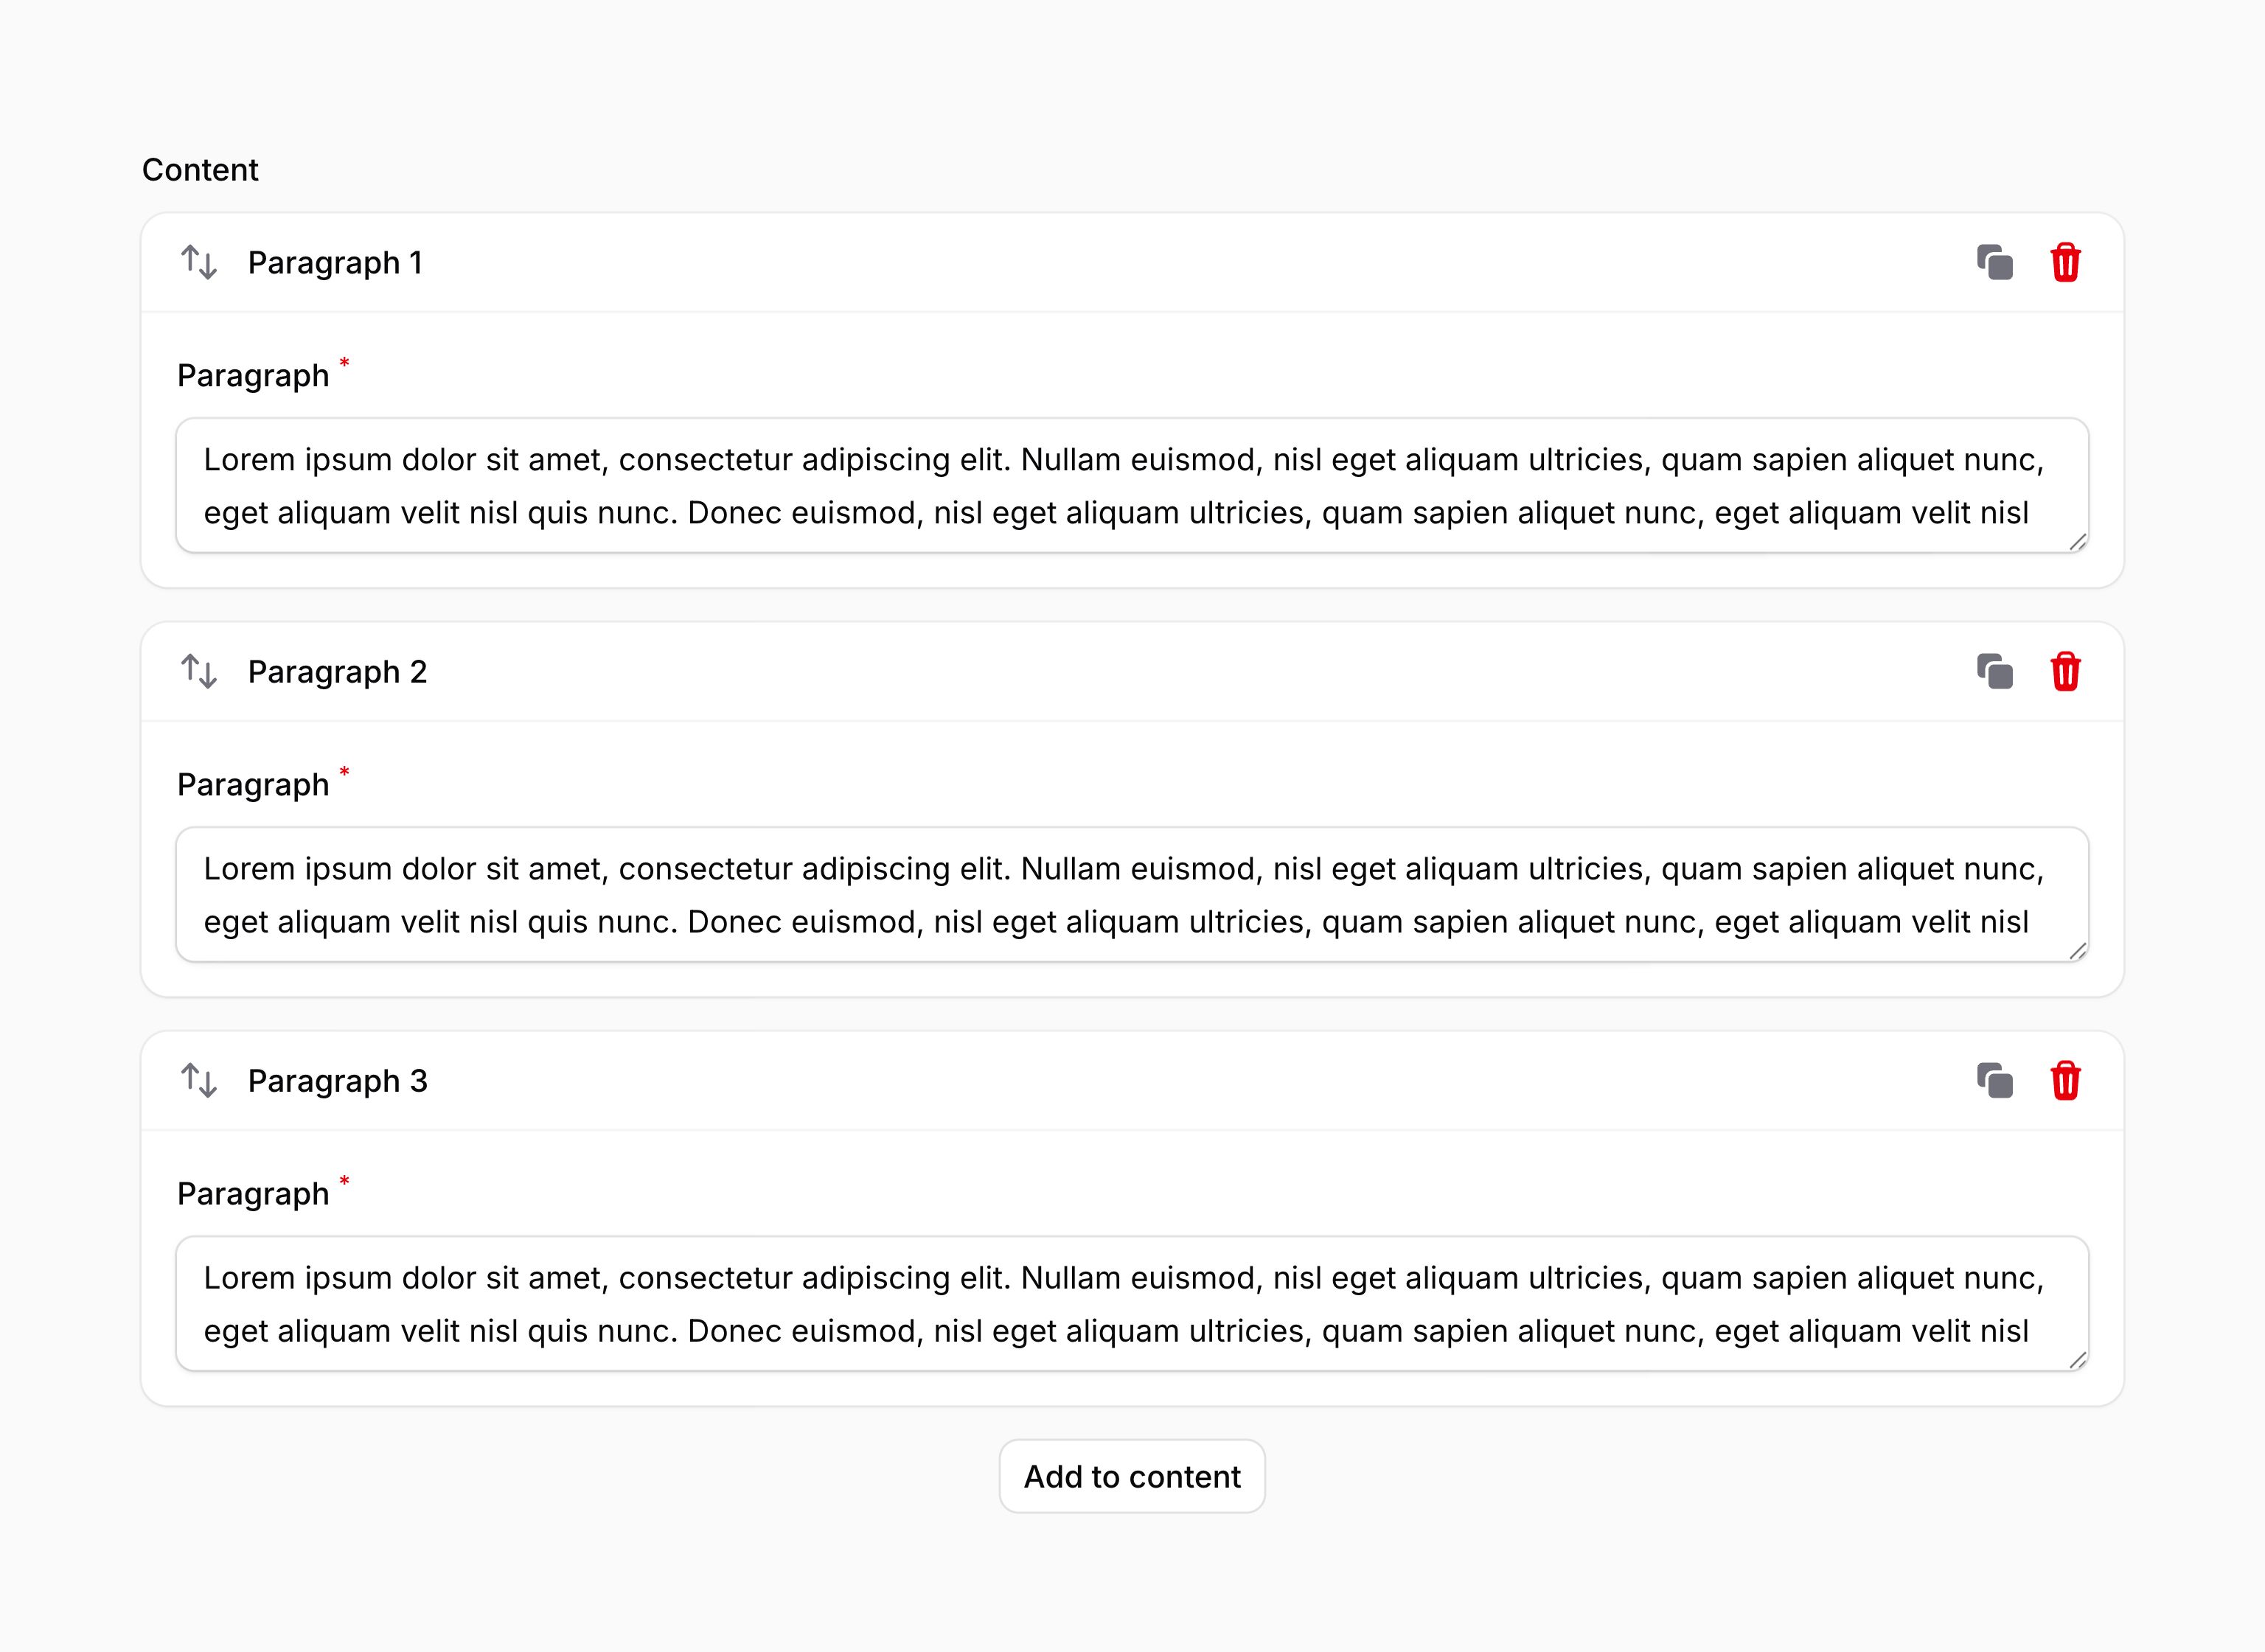 Content
Paragraph 1
Paragraph *
Lorem ipsum dolor sit amet, consectetur adipiscing elit. Nullam euismod, nisl eget aliquam ultricies, quam sapien aliquet nunc,
eget aliquam velit nisl quis nunc. Donec euismod, nisl eget aliquam ultricies, quam sapien aliquet nunc, eget aliquam velit nisl
Paragraph 2
Paragraph *
Lorem ipsum dolor sit amet, consectetur adipiscing elit. Nullam euismod, nisl eget aliquam ultricies, quam sapien aliquet nunc,
eget aliquam velit nisl quis nunc. Donec euismod, nisl eget aliquam ultricies, quam sapien aliquet nunc, eget aliquam velit nisl
Paragraph 3
Paragraph *
Lorem ipsum dolor sit amet, consectetur adipiscing elit. Nullam euismod, nisl eget aliquam ultricies, quam sapien aliquet nunc,
eget aliquam velit nisl quis nunc. Donec euismod, nisl eget aliquam ultricies, quam sapien aliquet nunc, eget aliquam velit nisl
Add to content